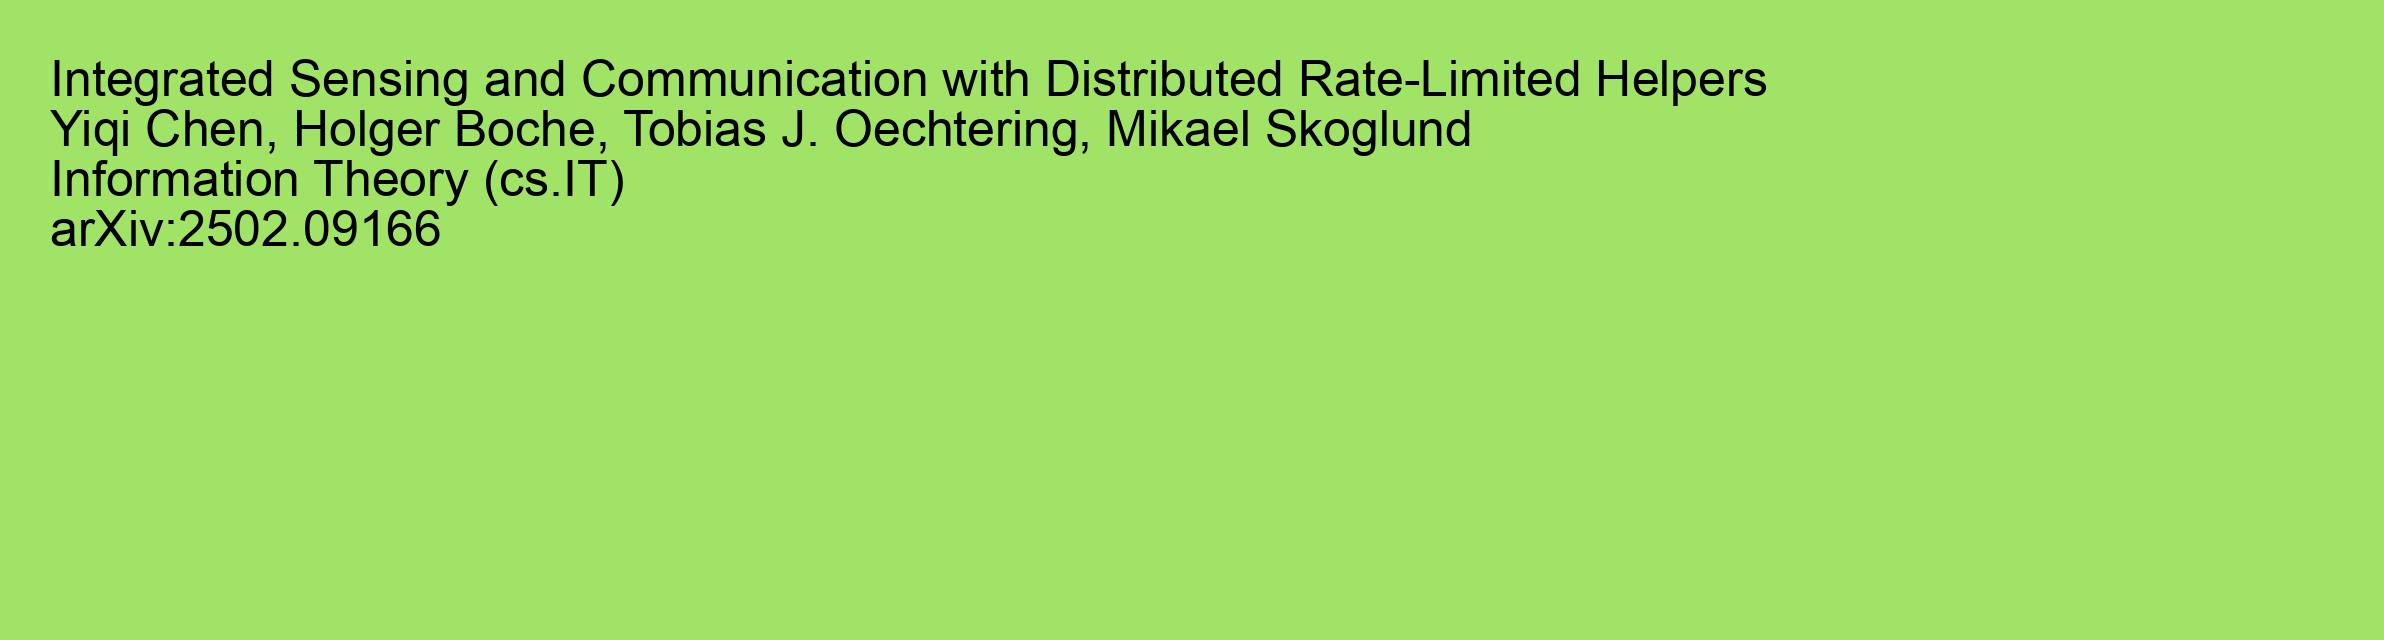 Integrated Sensing and Communication with Distributed Rate-Limited Helpers
Yiqi Chen, Holger Boche, Tobias J. Oechtering, Mikael Skoglund
Information Theory (cs.IT)
arXiv:2502.09166